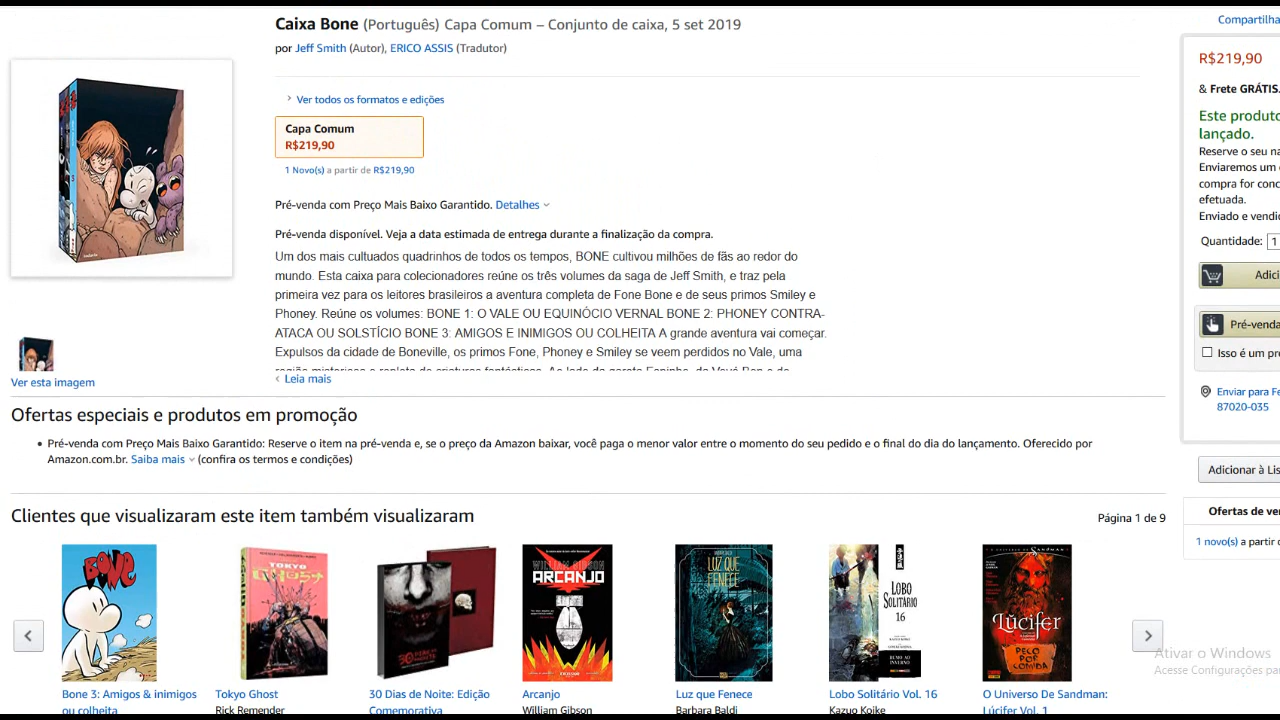 Caixa Bone (Português) Capa Comum – Conjunto de caixa, 5 set 2019
por Jeff Smith (Autor), ERICO ASSIS (Tradutor)
Ver todos os formatos e edições
Capa Comum
R$219,90
1 Novo(s) a partir de R$219,90
Pré-venda com Preço Mais Baixo Garantido. Detalhes
Pré-venda disponível. Veja a data estimada de entrega durante a finalização da compra.
Um dos mais cultuados quadrinhos de todos os tempos, BONE cultivou milhões de fãs ao redor do
mundo. Esta caixa para colecionadores reúne os três volumes da saga de Jeff Smith, e traz pela
primeira vez para os leitores brasileiros a aventura completa de Fone Bone e de seus primos Smiley e
Phoney. Reúne os volumes: BONE 1: O VALE OU EQUINÓCIO VERNAL BONE 2: PHONEY CONTRA-
ATACA OU SOLSTÍCIO BONE 3: AMIGOS E INIMIGOS OU COLHEITA A grande aventura vai começar.
Expulsos da cidade de Boneville, os primos Fone, Phoney e Smiley se veem perdidos no Vale, uma
Leia mais
Ver esta imagem
Compartilha
R$219,90
& Frete GRÁTIS.
Este produto
lançado.
Reserve o seu na
Enviaremos um
compra for conc
efetuada.
Enviado e vendi
Quantidade: 1
Adici
Pré-venda
Isso é um pre
Enviar para Fe
87020-035
Adicionar à Lis
Ofertas de ve
1 novo(s) a partir
Ofertas especiais e produtos em promoção
Pré-venda com Preço Mais Baixo Garantido: Reserve o item na pré-venda e, se o preço da Amazon baixar, você paga o menor valor entre o momento do seu pedido e o final do dia do lançamento. Oferecido por
Amazon.com.br. Saiba mais (confira os termos e condições)
Clientes que visualizaram este item também visualizaram
Página 1 de 9
BONE
TOKYO
WILLIAM GIBSON
ARCANJO
LUZ QUE
FENECE
LOBO
SOLITÁRIO
16
RUMO AO
INVERNO
O UNIVERSO DE SANDMAN
Lúcifer
PEÇO
POR
COMIDA
Bone 3: Amigos & inimigos
ou colheita
Tokyo Ghost
Rick Remender
30 Dias de Noite: Edição
Comemorativa
Arcanjo
William Gibson
Luz que Fenece
Barbara Baldi
Lobo Solitário Vol. 16
Kazuo Koike
O Universo De Sandman:
Lúcifer Vol. 1
Ativar o Windows
Acesse Configurações par